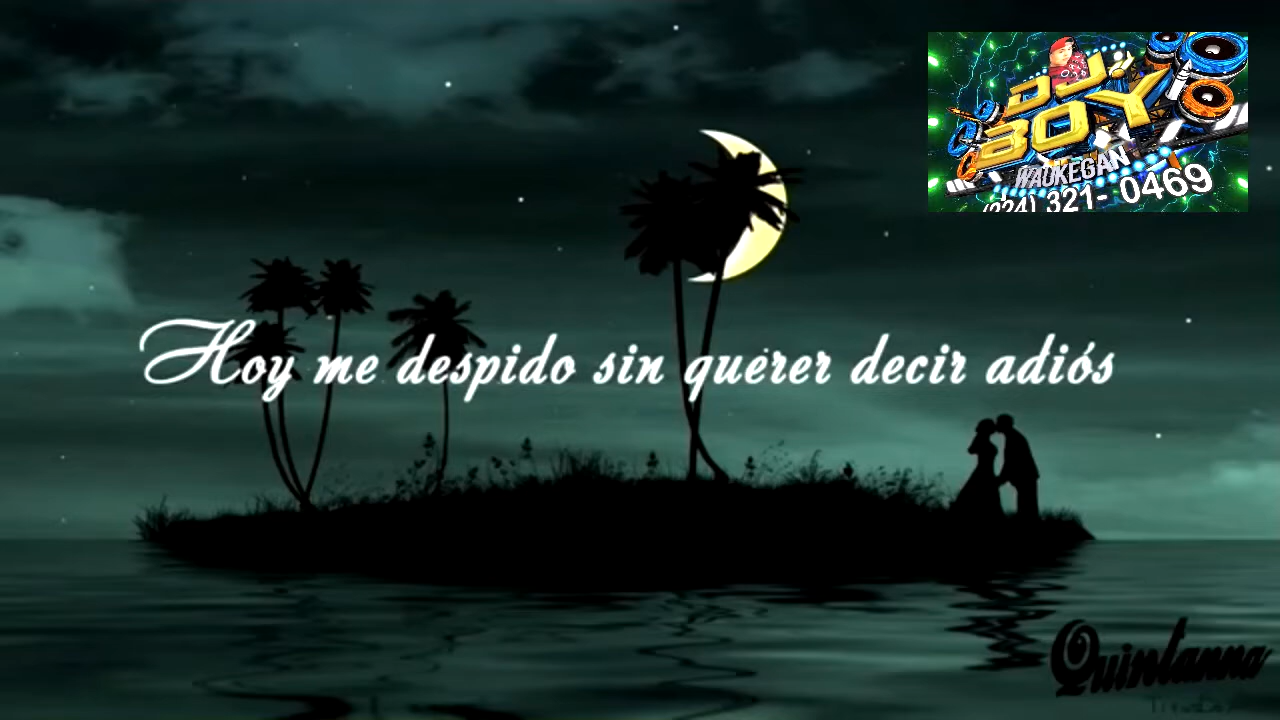 DJ
BOY
WAUKEGAN
(224) 321-0469
Hoy me despido sin querer decir adiós
Quintanna